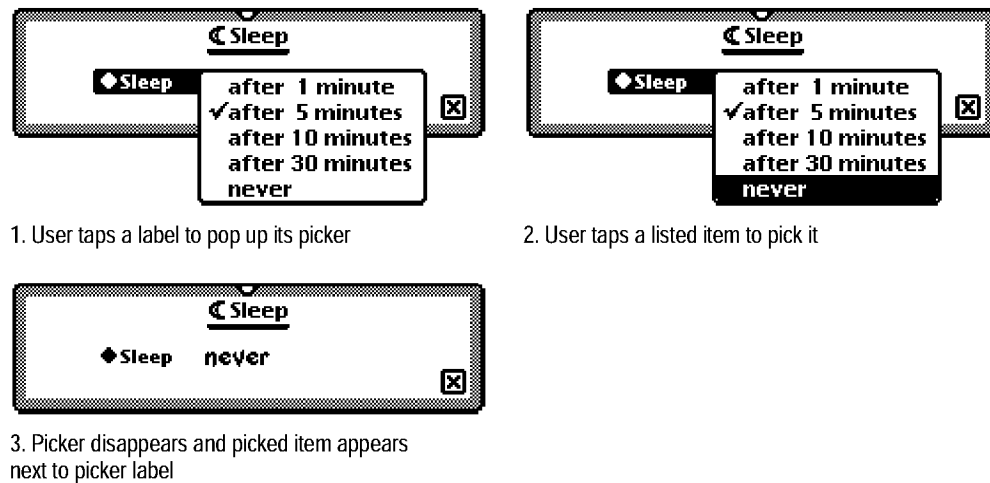 Sleep
Sleep
after 1 minute
✓after 5 minutes
after 10 minutes
after 30 minutes
never
1. User taps a label to pop up its picker
Sleep
Sleep
after 1 minute
✓after 5 minutes
after 10 minutes
after 30 minutes
never
2. User taps a listed item to pick it
Sleep
Sleep never
3. Picker disappears and picked item appears
next to picker label